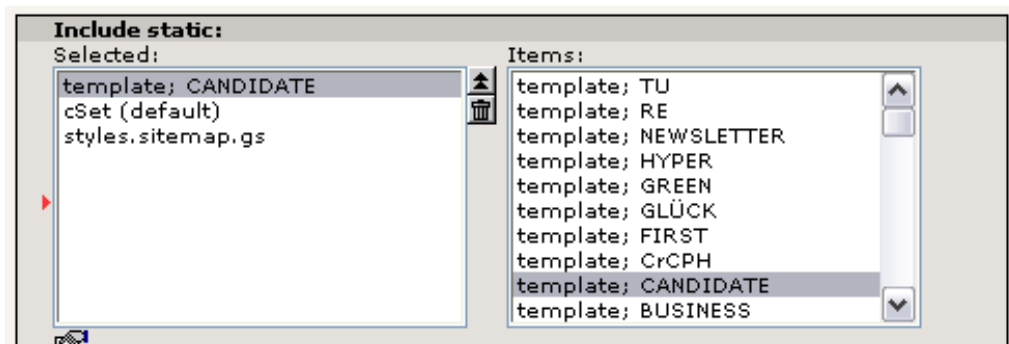 Include static:
Selected:
template; CANDIDATE
cSet (default)
styles.sitemap.gs
Items:
template; TU
template; RE
template; NEWSLETTER
template; HYPER
template; GREEN
template; GLÜCK
template; FIRST
template; CrCPH
template; CANDIDATE
template; BUSINESS